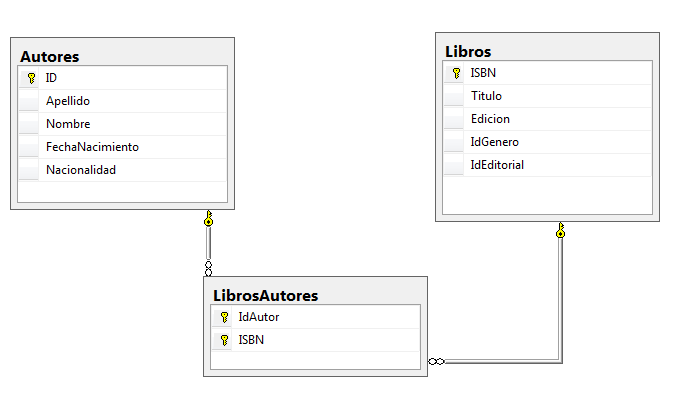 Autores
ID
Apellido
Nombre
FechaNacimiento
Nacionalidad
Libros
ISBN
Titulo
Edicion
IdGenero
IdEditorial
LibrosAutores
IdAutor
ISBN